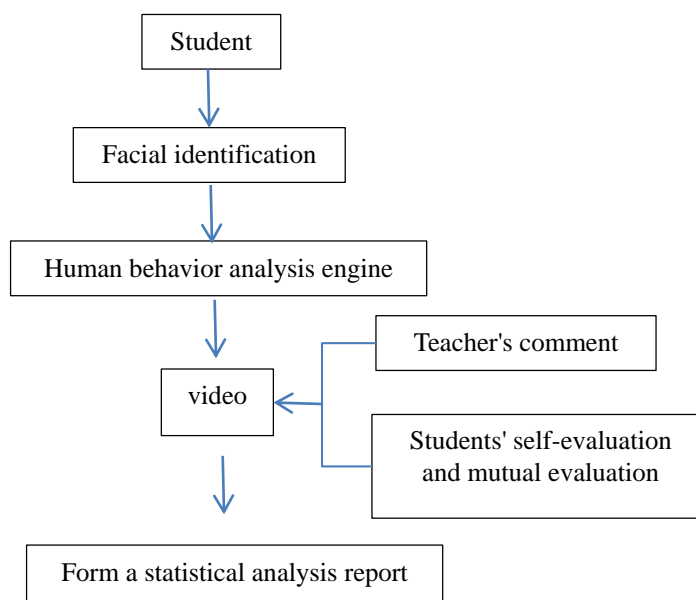 Student
Facial identification
Human behavior analysis engine
Teacher's comment
video
Students' self-evaluation
and mutual evaluation
Form a statistical analysis report